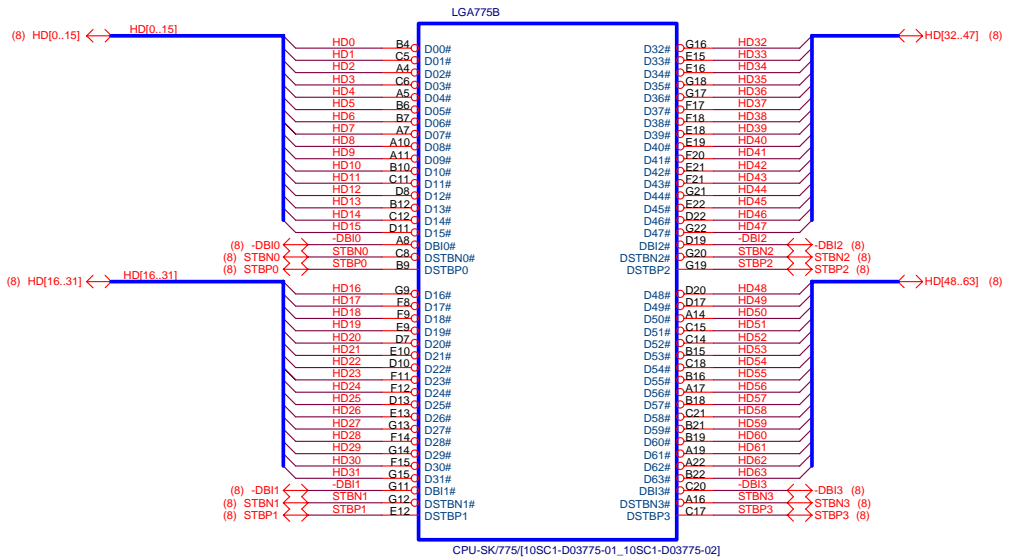 LGA775B
(8) HD[0..15] HD[0..15] HD[32..47] (8)
HD0 B4 D00# D32# G16 HD32
HD1 C5 D01# D33# E15 HD33
HD2 A4 D02# D34# E16 HD34
HD3 C6 D03# D35# G18 HD35
HD4 A5 D04# D36# G17 HD36
HD5 B6 D05# D37# F17 HD37
HD6 B7 D06# D38# F18 HD38
HD7 A7 D07# D39# E18 HD39
HD8 A10 D08# D40# E19 HD40
HD9 A11 D09# D41# F20 HD41
HD10 B10 D10# D42# E21 HD42
HD11 C11 D11# D43# F21 HD43
HD12 D8 D12# D44# G21 HD44
HD13 B12 D13# D45# E22 HD45
HD14 C12 D14# D46# D22 HD46
HD15 D11 D15# D47# G22 HD47
(8) -DBI0 -DBI0 A8 DBI0# DBI2# D19 -DBI2 -DBI2 (8)
(8) STBN0 STBN0 C8 DSTBN0# DSTBN2# G20 STBN2 STBN2 (8)
(8) STBP0 STBP0 B9 DSTBP0 DSTBP2 G19 STBP2 STBP2 (8)
(8) HD[16..31] HD[16..31] HD[48..63] (8)
HD16 G9 D16# D48# D20 HD48
HD17 F8 D17# D49# D17 HD49
HD18 F9 D18# D50# A14 HD50
HD19 E9 D19# D51# C15 HD51
HD20 D7 D20# D52# C14 HD52
HD21 E10 D21# D53# B15 HD53
HD22 D10 D22# D54# C18 HD54
HD23 F11 D23# D55# B16 HD55
HD24 F12 D24# D56# A17 HD56
HD25 D13 D25# D57# B18 HD57
HD26 E13 D26# D58# C21 HD58
HD27 G13 D27# D59# B21 HD59
HD28 F14 D28# D60# B19 HD60
HD29 G14 D29# D61# A19 HD61
HD30 F15 D30# D62# A22 HD62
HD31 G15 D31# D63# B22 HD63
(8) -DBI1 -DBI1 G11 DBI1# DBI3# C20 -DBI3 -DBI3 (8)
(8) STBN1 STBN1 G12 DSTBN1# DSTBN3# A16 STBN3 STBN3 (8)
(8) STBP1 STBP1 E12 DSTBP1 DSTBP3 C17 STBP3 STBP3 (8)
CPU-SK/775/[10SC1-D03775-01_10SC1-D03775-02]